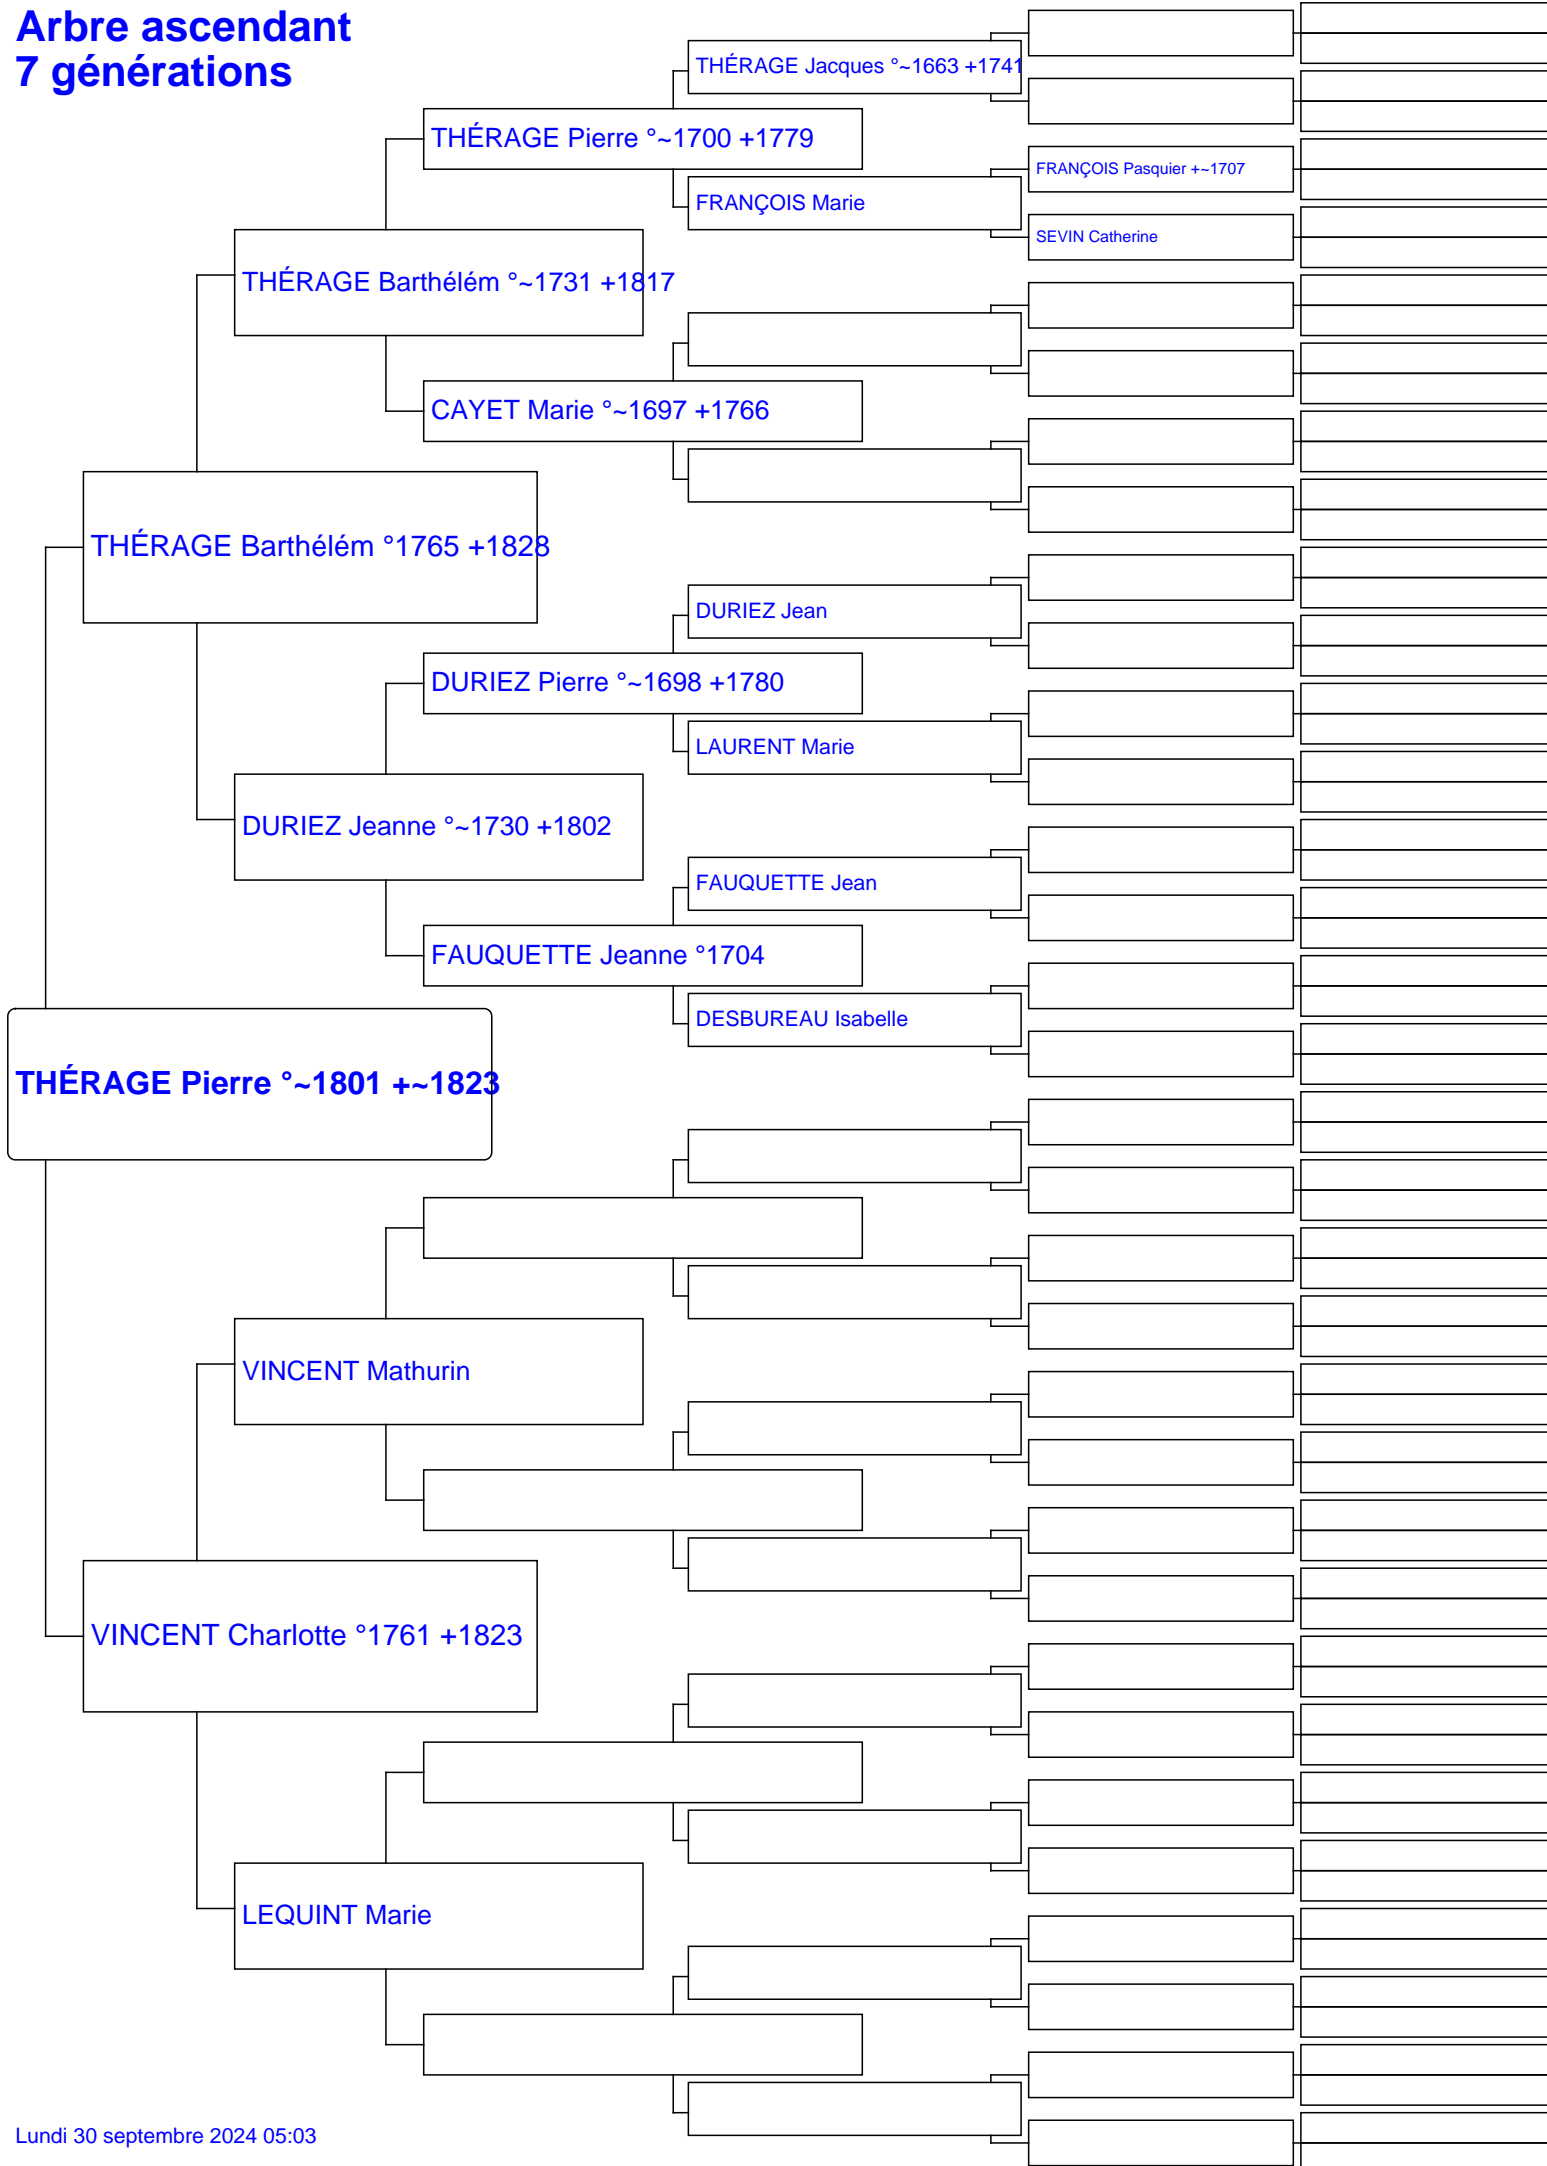 Arbre ascendant
7 générations
THÉRAGE Jacques °~1663 +1741
THÉRAGE Pierre °~1700 +1779
FRANÇOIS Pasquier +~1707
FRANÇOIS Marie
SEVIN Catherine
THÉRAGE Barthélém °~1731 +1817
CAYET Marie °~1697 +1766
THÉRAGE Barthélém °1765 +1828
DURIEZ Jean
DURIEZ Pierre °~1698 +1780
LAURENT Marie
DURIEZ Jeanne °~1730 +1802
FAUQUETTE Jean
FAUQUETTE Jeanne °1704
DESBUREAU Isabelle
THÉRAGE Pierre °~1801 +~1823
VINCENT Mathurin
VINCENT Charlotte °1761 +1823
LEQUINT Marie
Lundi 30 septembre 2024 05:03